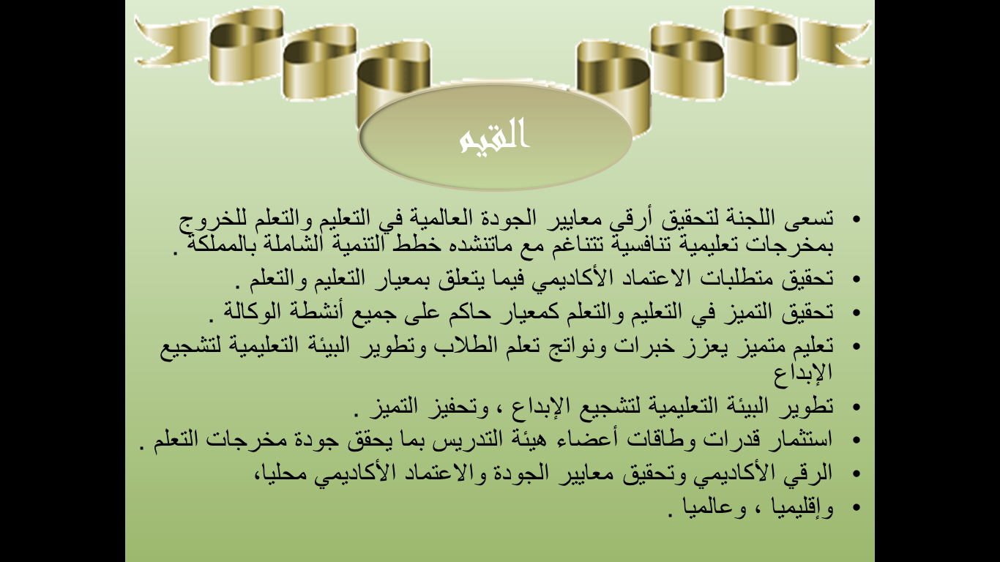 القيم
• تسعى اللجنة لتحقيق أرقى معايير الجودة العالمية في التعليم والتعلم للخروج
بمخرجات تعليمية تنافسية تتناغم مع ماتنشده خطط التنمية الشاملة بالمملكة .
• تحقيق متطلبات الاعتماد الأكاديمي فيما يتعلق بمعيار التعليم والتعلم .
• تحقيق التميز في التعليم والتعلم كمعيار حاكم على جميع أنشطة الوكالة .
• تعليم متميز يعزز خبرات ونواتج تعلم الطلاب وتطوير البيئة التعليمية لتشجيع
الإبداع
• تطوير البيئة التعليمية لتشجيع الإبداع ، وتحفيز التميز .
• استثمار قدرات وطاقات أعضاء هيئة التدريس بما يحقق جودة مخرجات التعلم .
• الرقي الأكاديمي وتحقيق معايير الجودة والاعتماد الأكاديمي محليا،
• وإقليميا ، وعالميا .